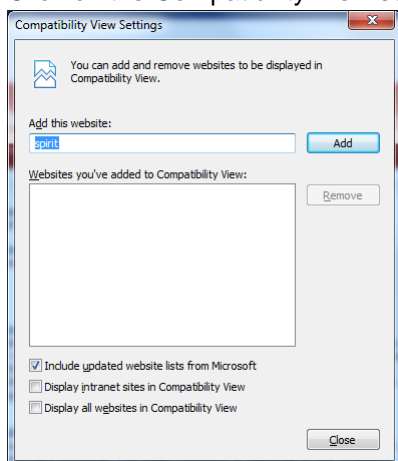 Compatibility View Settings
You can add and remove websites to be displayed in
Compatibility View.
Add this website:
spirit
Add
Websites you've added to Compatibility View:
Remove
Include updated website lists from Microsoft
Display intranet sites in Compatibility View
Display all websites in Compatibility View
Close